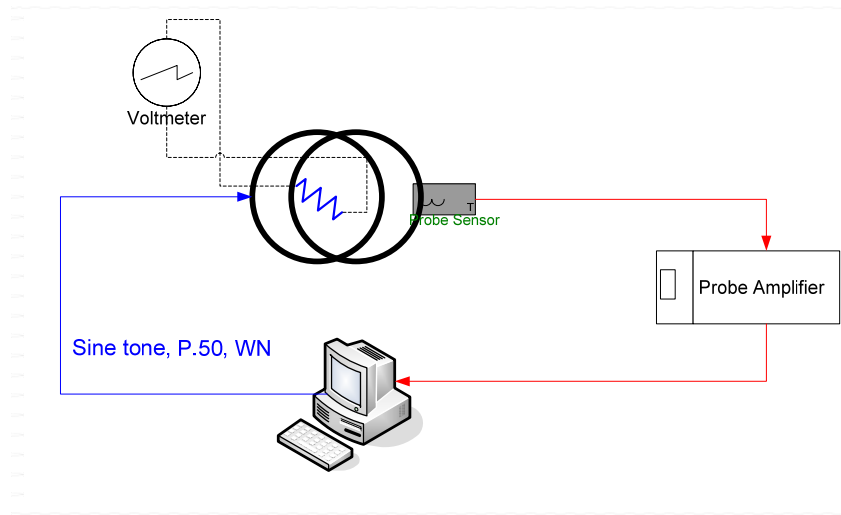 Voltmeter
T
Probe Sensor
Probe Amplifier
Sine tone, P.50, WN